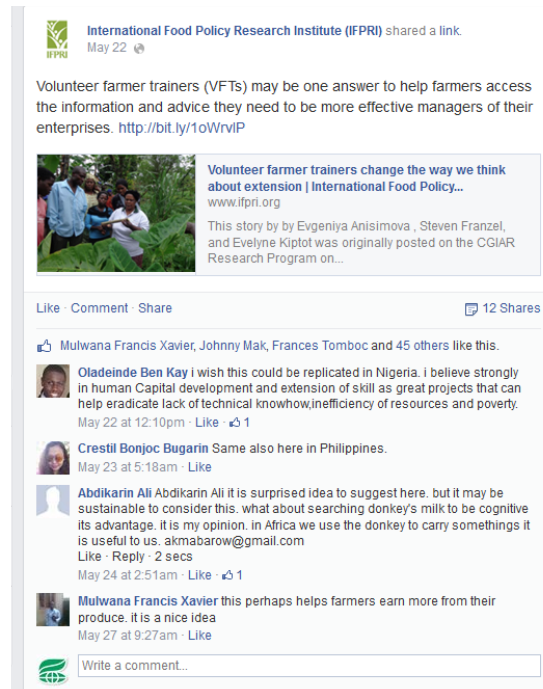 International Food Policy Research Institute (IFPRI) shared a link.
May 22
IFPRI
Volunteer farmer trainers (VFTs) may be one answer to help farmers access
the information and advice they need to be more effective managers of their
enterprises. http://bit.ly/1oWrvlP
Volunteer farmer trainers change the way we think
about extension | International Food Policy...
www.ifpri.org
This story by by Evgeniya Anisimova , Steven Franzel,
and Evelyne Kiptot was originally posted on the CGIAR
Research Program on...
Like · Comment · Share
12 Shares
Mulwana Francis Xavier, Johnny Mak, Frances Tomboc and 45 others like this.
Oladeinde Ben Kay i wish this could be replicated in Nigeria. i believe strongly
in human Capital development and extension of skill as great projects that can
help eradicate lack of technical knowhow,inefficiency of resources and poverty.
May 22 at 12:10pm · Like · 1
Crestil Bonjoc Bugarin Same also here in Philippines.
May 23 at 5:18am · Like
Abdikarin Ali Abdikarin Ali it is surprised idea to suggest here. but it may be
sustainable to consider this. what about searching donkey's milk to be cognitive
its advantage. it is my opinion. in Africa we use the donkey to carry somethings it
is useful to us. akmabarow@gmail.com
Like · Reply · 2 secs
May 24 at 2:51am · Like · 1
Mulwana Francis Xavier this perhaps helps farmers earn more from their
produce. it is a nice idea
May 27 at 9:27am · Like
Write a comment...